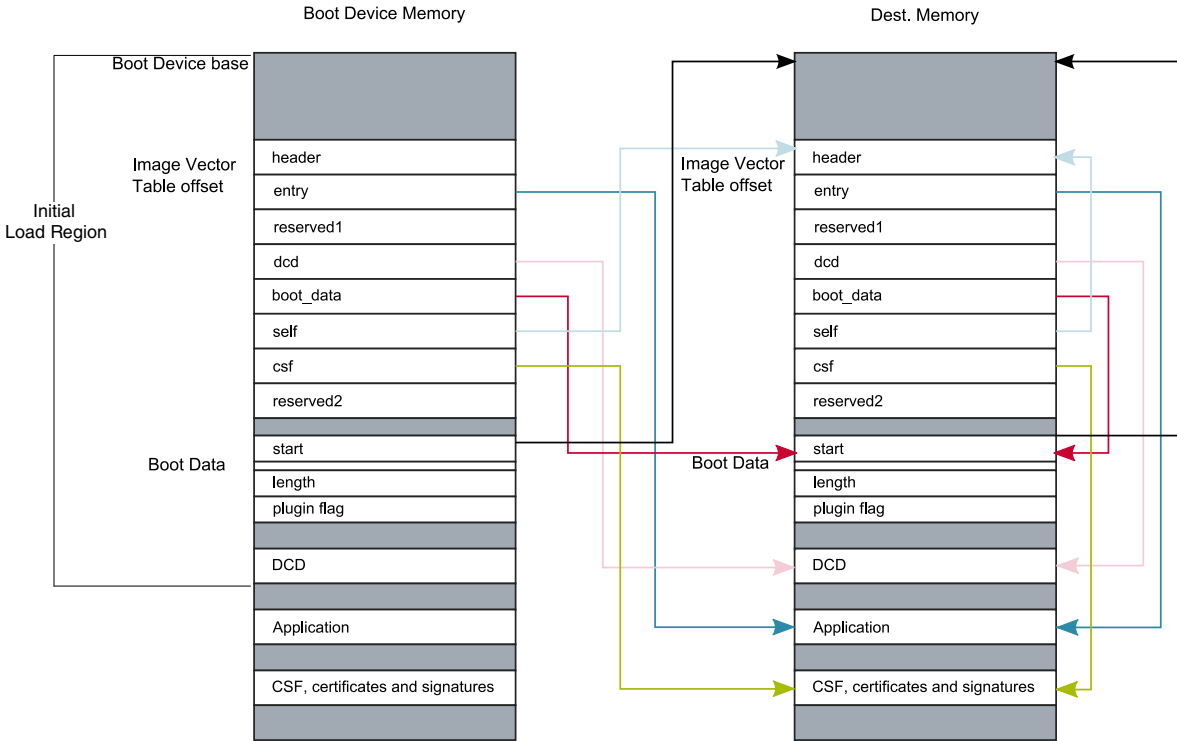 Boot Device Memory
Dest. Memory
Boot Device base
Image Vector
Table offset
Initial
Load Region
Boot Data
header
entry
reserved1
dcd
boot_data
self
csf
reserved2
start
length
plugin flag
DCD
Application
CSF, certificates and signatures
Image Vector
Table offset
Boot Data
header
entry
reserved1
dcd
boot_data
self
csf
reserved2
start
length
plugin flag
DCD
Application
CSF, certificates and signatures